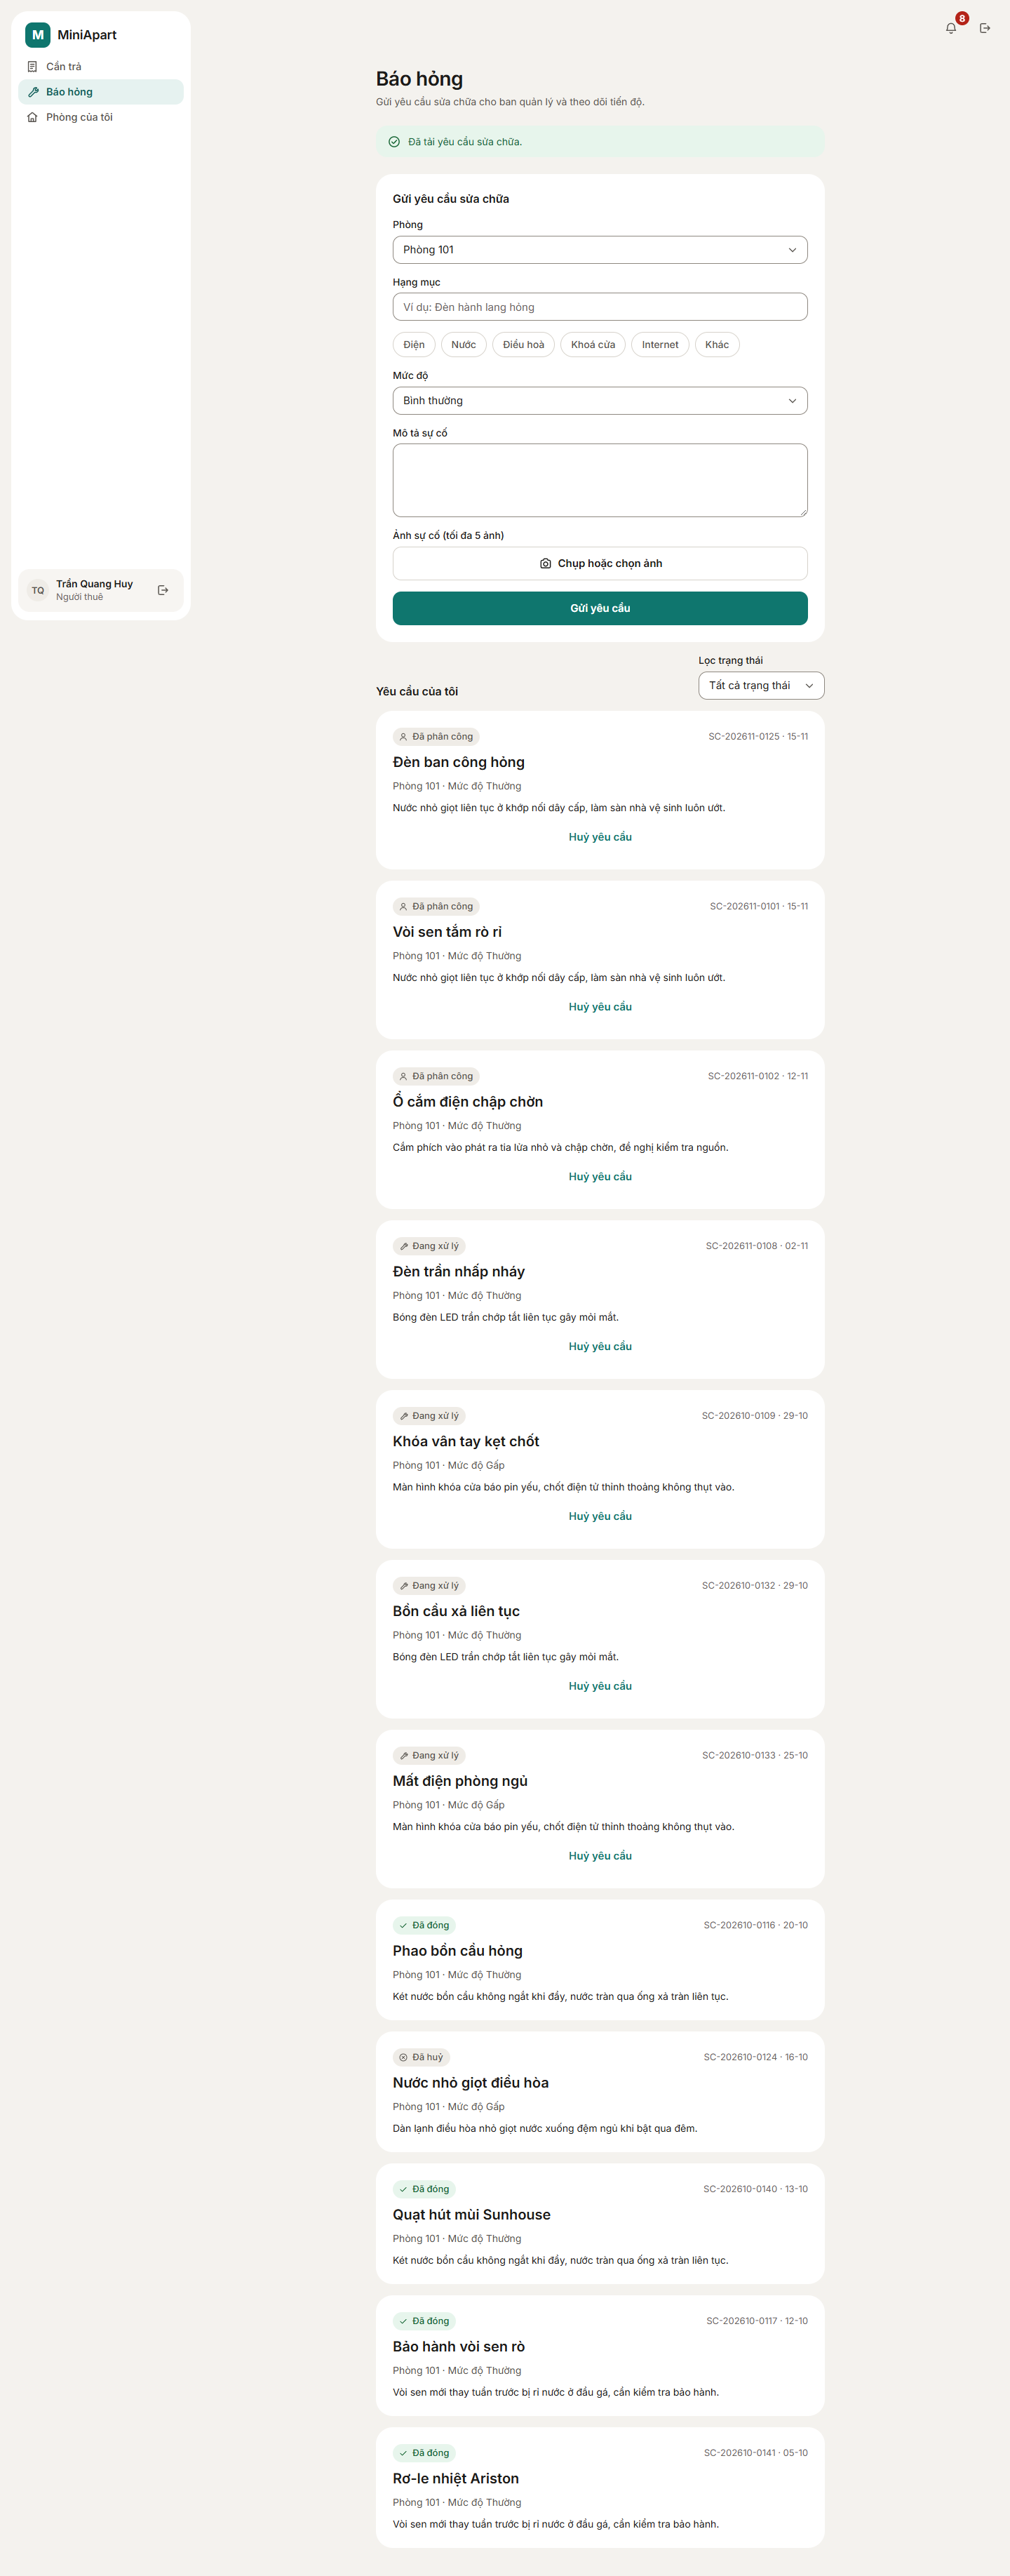 M MiniApart
Cần trả
Báo hỏng
Phòng của tôi
TQ
Trần Quang Huy
Người thuê
8
Báo hỏng
Gửi yêu cầu sửa chữa cho ban quản lý và theo dõi tiến độ.
Đã tải yêu cầu sửa chữa.
Gửi yêu cầu sửa chữa
Phòng
Phòng 101
Hạng mục
Ví dụ: Đèn hành lang hỏng
Điện Nước Điều hoà Khoá cửa Internet Khác
Mức độ
Bình thường
Mô tả sự cố
Ảnh sự cố (tối đa 5 ảnh)
Chụp hoặc chọn ảnh
Gửi yêu cầu
Yêu cầu của tôi
Lọc trạng thái
Tất cả trạng thái
Đã phân công SC-202611-0125 · 15-11
Đèn ban công hỏng
Phòng 101 · Mức độ Thường
Nước nhỏ giọt liên tục ở khớp nối dây cấp, làm sàn nhà vệ sinh luôn ướt.
Huỷ yêu cầu
Đã phân công SC-202611-0101 · 15-11
Vòi sen tắm rò rỉ
Phòng 101 · Mức độ Thường
Nước nhỏ giọt liên tục ở khớp nối dây cấp, làm sàn nhà vệ sinh luôn ướt.
Huỷ yêu cầu
Đã phân công SC-202611-0102 · 12-11
Ổ cắm điện chập chờn
Phòng 101 · Mức độ Thường
Cắm phích vào phát ra tia lửa nhỏ và chập chờn, đề nghị kiểm tra nguồn.
Huỷ yêu cầu
Đang xử lý SC-202611-0108 · 02-11
Đèn trần nhấp nháy
Phòng 101 · Mức độ Thường
Bóng đèn LED trần chớp tắt liên tục gây mỏi mắt.
Huỷ yêu cầu
Đang xử lý SC-202610-0109 · 29-10
Khóa vân tay kẹt chốt
Phòng 101 · Mức độ Gấp
Màn hình khóa cửa báo pin yếu, chốt điện tử thỉnh thoảng không thụt vào.
Huỷ yêu cầu
Đang xử lý SC-202610-0132 · 29-10
Bồn cầu xả liên tục
Phòng 101 · Mức độ Thường
Bóng đèn LED trần chớp tắt liên tục gây mỏi mắt.
Huỷ yêu cầu
Đang xử lý SC-202610-0133 · 25-10
Mất điện phòng ngủ
Phòng 101 · Mức độ Gấp
Màn hình khóa cửa báo pin yếu, chốt điện tử thỉnh thoảng không thụt vào.
Huỷ yêu cầu
Đã đóng SC-202610-0116 · 20-10
Phao bồn cầu hỏng
Phòng 101 · Mức độ Thường
Két nước bồn cầu không ngắt khi đầy, nước tràn qua ống xả tràn liên tục.
Đã huỷ SC-202610-0124 · 16-10
Nước nhỏ giọt điều hòa
Phòng 101 · Mức độ Gấp
Dàn lạnh điều hòa nhỏ giọt nước xuống đệm ngủ khi bật qua đêm.
Đã đóng SC-202610-0140 · 13-10
Quạt hút mùi Sunhouse
Phòng 101 · Mức độ Thường
Két nước bồn cầu không ngắt khi đầy, nước tràn qua ống xả tràn liên tục.
Đã đóng SC-202610-0117 · 12-10
Bảo hành vòi sen rò
Phòng 101 · Mức độ Thường
Vòi sen mới thay tuần trước bị rỉ nước ở đầu gá, cần kiểm tra bảo hành.
Đã đóng SC-202610-0141 · 05-10
Rơ-le nhiệt Ariston
Phòng 101 · Mức độ Thường
Vòi sen mới thay tuần trước bị rỉ nước ở đầu gá, cần kiểm tra bảo hành.